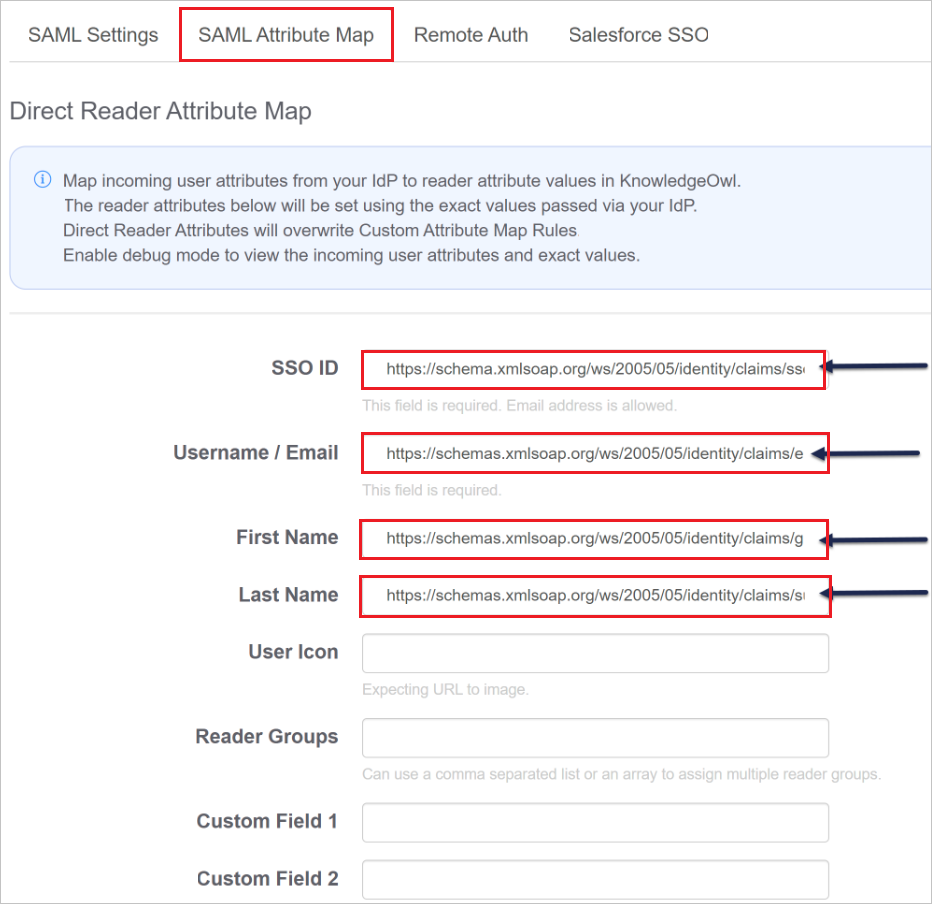 SAML Settings SAML Attribute Map Remote Auth Salesforce SSO
Direct Reader Attribute Map
Map incoming user attributes from your IdP to reader attribute values in KnowledgeOwl.
The reader attributes below will be set using the exact values passed via your IdP.
Direct Reader Attributes will overwrite Custom Attribute Map Rules.
Enable debug mode to view the incoming user attributes and exact values.
SSO ID https://schema.xmlsoap.org/ws/2005/05/identity/claims/sso
This field is required. Email address is allowed.
Username / Email https://schemas.xmlsoap.org/ws/2005/05/identity/claims/e
This field is required.
First Name https://schemas.xmlsoap.org/ws/2005/05/identity/claims/g
Last Name https://schemas.xmlsoap.org/ws/2005/05/identity/claims/su
User Icon
Expecting URL to image.
Reader Groups
Can use a comma separated list or an array to assign multiple reader groups.
Custom Field 1
Custom Field 2